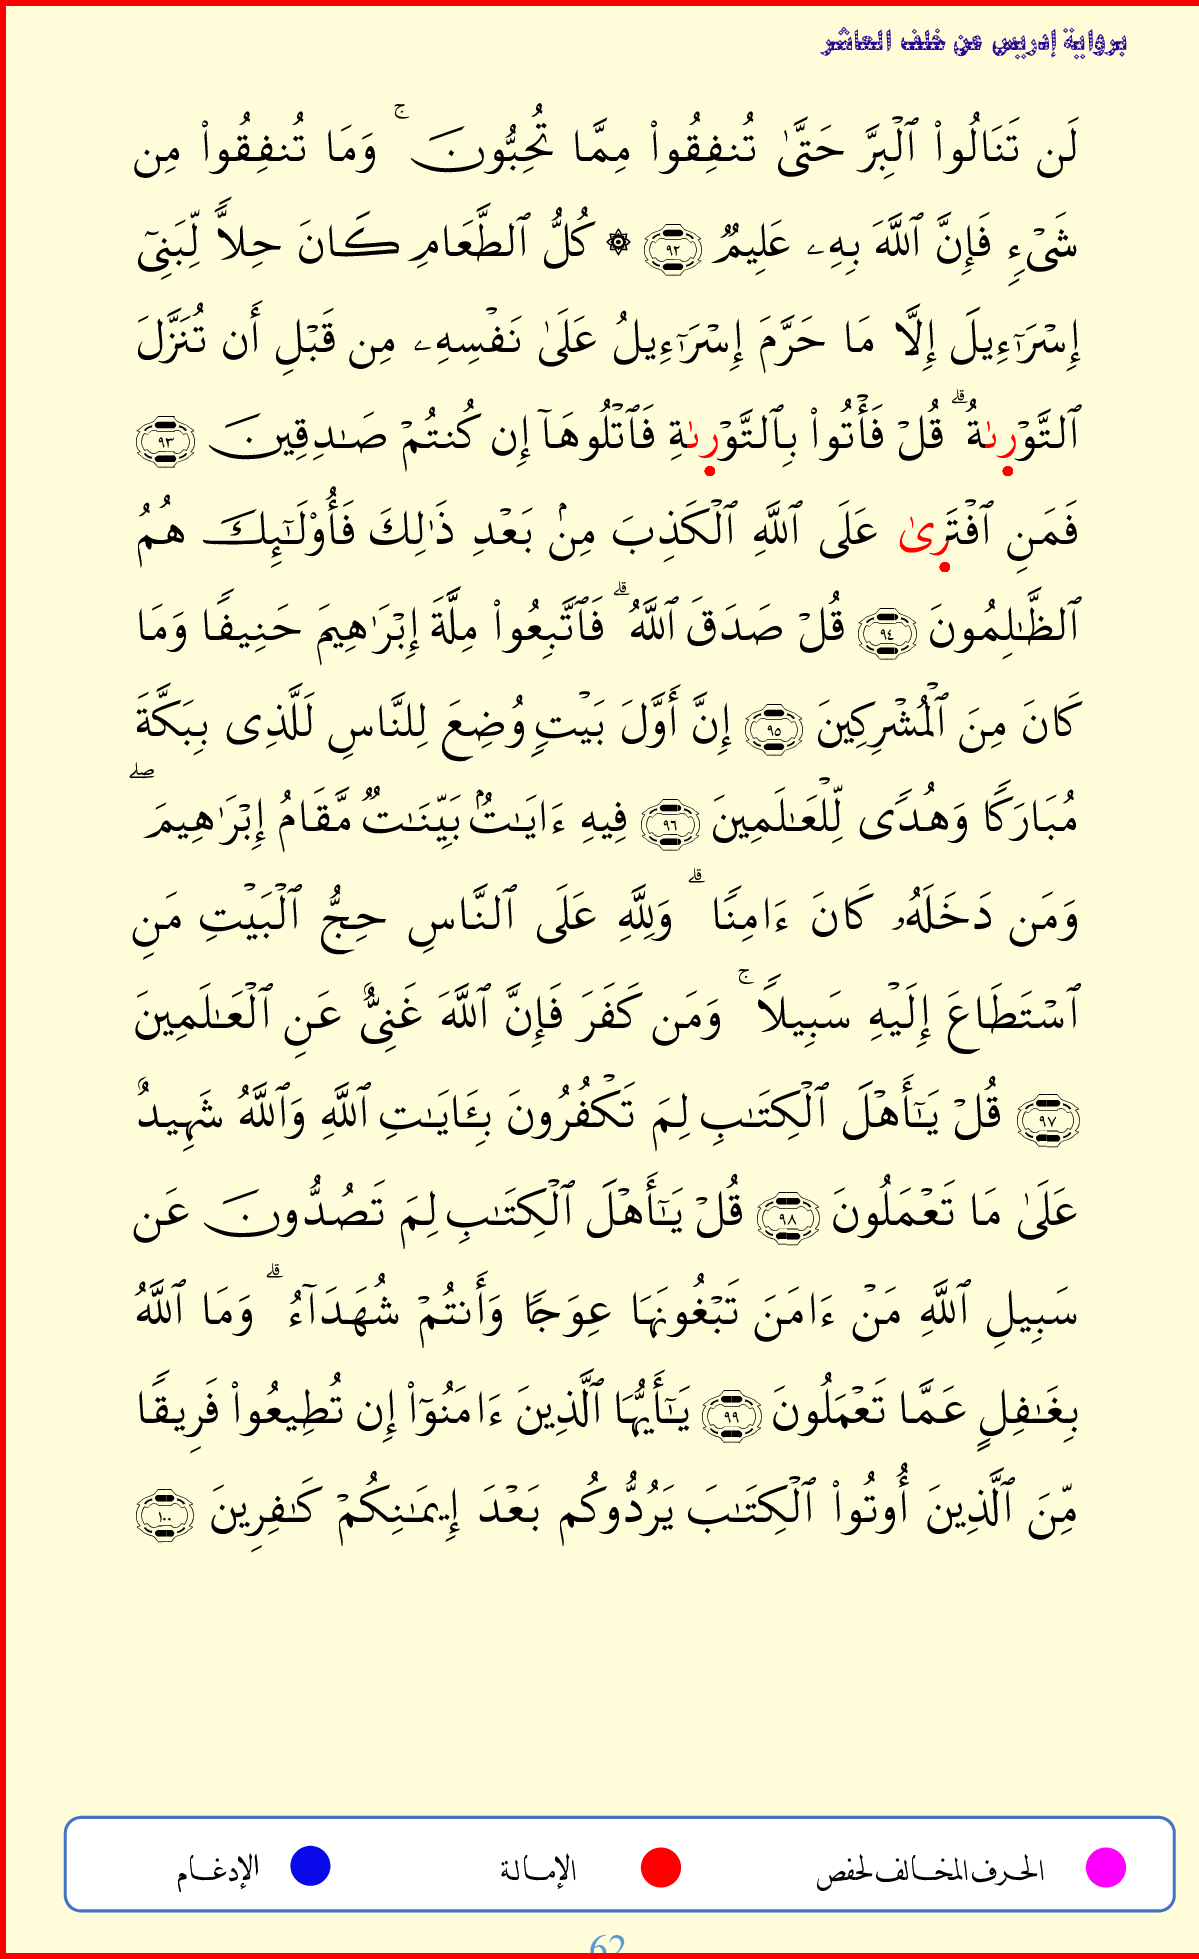 برواية إدريس عن خلف العاشر
لَن تَنَالُوا۟ ٱلْبِرَّ حَتَّىٰ تُنفِقُوا۟ مِمَّا تُحِبُّونَ ۚ وَمَا تُنفِقُوا۟ مِن
شَىْءٍ فَإِنَّ ٱللَّهَ بِهِۦ عَلِيمٌ ٩٢ ۞ كُلُّ ٱلطَّعَامِ كَانَ حِلًّا لِّبَنِىٓ
إِسْرَٰٓءِيلَ إِلَّا مَا حَرَّمَ إِسْرَٰٓءِيلُ عَلَىٰ نَفْسِهِۦ مِن قَبْلِ أَن تُنَزَّلَ
ٱلتَّوْرىٰةُ ۗ قُلْ فَأْتُوا۟ بِٱلتَّوْرىٰةِ فَٱتْلُوهَآ إِن كُنتُمْ صَـٰدِقِينَ ٩٣
فَمَنِ ٱفْتَرىٰ عَلَى ٱللَّهِ ٱلْكَذِبَ مِنۢ بَعْدِ ذَٰلِكَ فَأُو۟لَـٰٓئِكَ هُمُ
ٱلظَّـٰلِمُونَ ٩٤ قُلْ صَدَقَ ٱللَّهُ ۗ فَٱتَّبِعُوا۟ مِلَّةَ إِبْرَٰهِيمَ حَنِيفًا وَمَا
كَانَ مِنَ ٱلْمُشْرِكِينَ ٩٥ إِنَّ أَوَّلَ بَيْتٍ وُضِعَ لِلنَّاسِ لَلَّذِى بِبَكَّةَ
مُبَارَكًا وَهُدًى لِّلْعَـٰلَمِينَ ٩٦ فِيهِ ءَايَـٰتٌۢ بَيِّنَـٰتٌ مَّقَامُ إِبْرَٰهِيمَ ۖ
وَمَن دَخَلَهُۥ كَانَ ءَامِنًا ۗ وَلِلَّهِ عَلَى ٱلنَّاسِ حِجُّ ٱلْبَيْتِ مَنِ
ٱسْتَطَاعَ إِلَيْهِ سَبِيلًا ۚ وَمَن كَفَرَ فَإِنَّ ٱللَّهَ غَنِىٌّ عَنِ ٱلْعَـٰلَمِينَ
٩٧ قُلْ يَـٰٓأَهْلَ ٱلْكِتَـٰبِ لِمَ تَكْفُرُونَ بِـَٔايَـٰتِ ٱللَّهِ وَٱللَّهُ شَهِيدٌ
عَلَىٰ مَا تَعْمَلُونَ ٩٨ قُلْ يَـٰٓأَهْلَ ٱلْكِتَـٰبِ لِمَ تَصُدُّونَ عَن
سَبِيلِ ٱللَّهِ مَنْ ءَامَنَ تَبْغُونَهَا عِوَجًا وَأَنتُمْ شُهَدَآءُ ۗ وَمَا ٱللَّهُ
بِغَـٰفِلٍ عَمَّا تَعْمَلُونَ ٩٩ يَـٰٓأَيُّهَا ٱلَّذِينَ ءَامَنُوٓا۟ إِن تُطِيعُوا۟ فَرِيقًا
مِّنَ ٱلَّذِينَ أُوتُوا۟ ٱلْكِتَـٰبَ يَرُدُّوكُم بَعْدَ إِيمَـٰنِكُمْ كَـٰفِرِينَ ١٠٠
الحرف المخالف لحفص الإمالة الإدغام
62